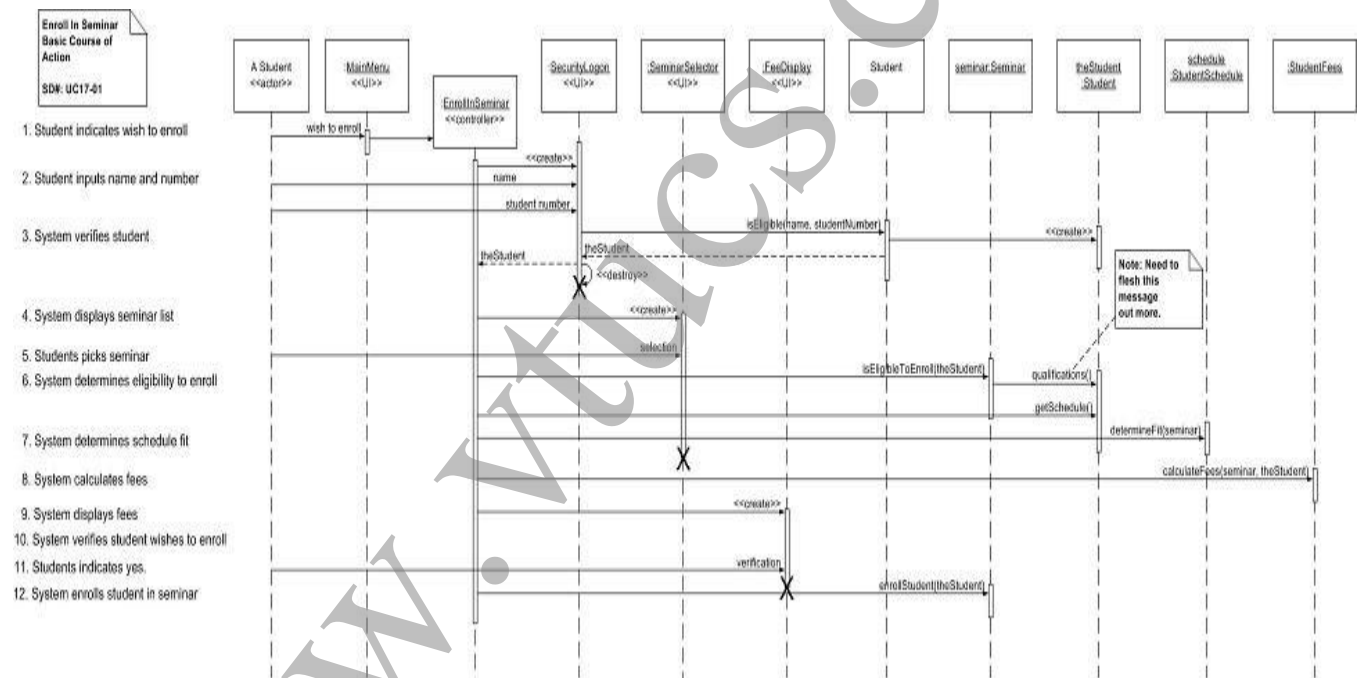 Enroll In Seminar
Basic Course of
Action
SD#: UC17-01
A Student
<<actor>>
:MainMenu
<<UI>>
EnrollInSeminar
<<controller>>
:SecurityLogon
<<UI>>
:SeminarSelector
<<UI>>
:FeeDisplay
<<UI>>
Student
seminar:Seminar
theStudent
:Student
schedule
:StudentSchedule
:StudentFees
1. Student indicates wish to enroll
wish to enroll
<<create>>
2. Student inputs name and number
name
student number
3. System verifies student
isEligible(name, studentNumber)
<<create>>
theStudent
theStudent
<<destroy>>
Note: Need to
flesh this
message
out more.
4. System displays seminar list
<<create>>
5. Students picks seminar
selection
6. System determines eligibility to enroll
isEligibleToEnroll(theStudent)
qualifications()
getSchedule()
7. System determines schedule fit
determineFit(seminar)
8. System calculates fees
calculateFees(seminar, theStudent)
9. System displays fees
<<create>>
10. System verifies student wishes to enroll
11. Students indicates yes.
verification
12. System enrolls student in seminar
enrollStudent(theStudent)
w.vtucs.c